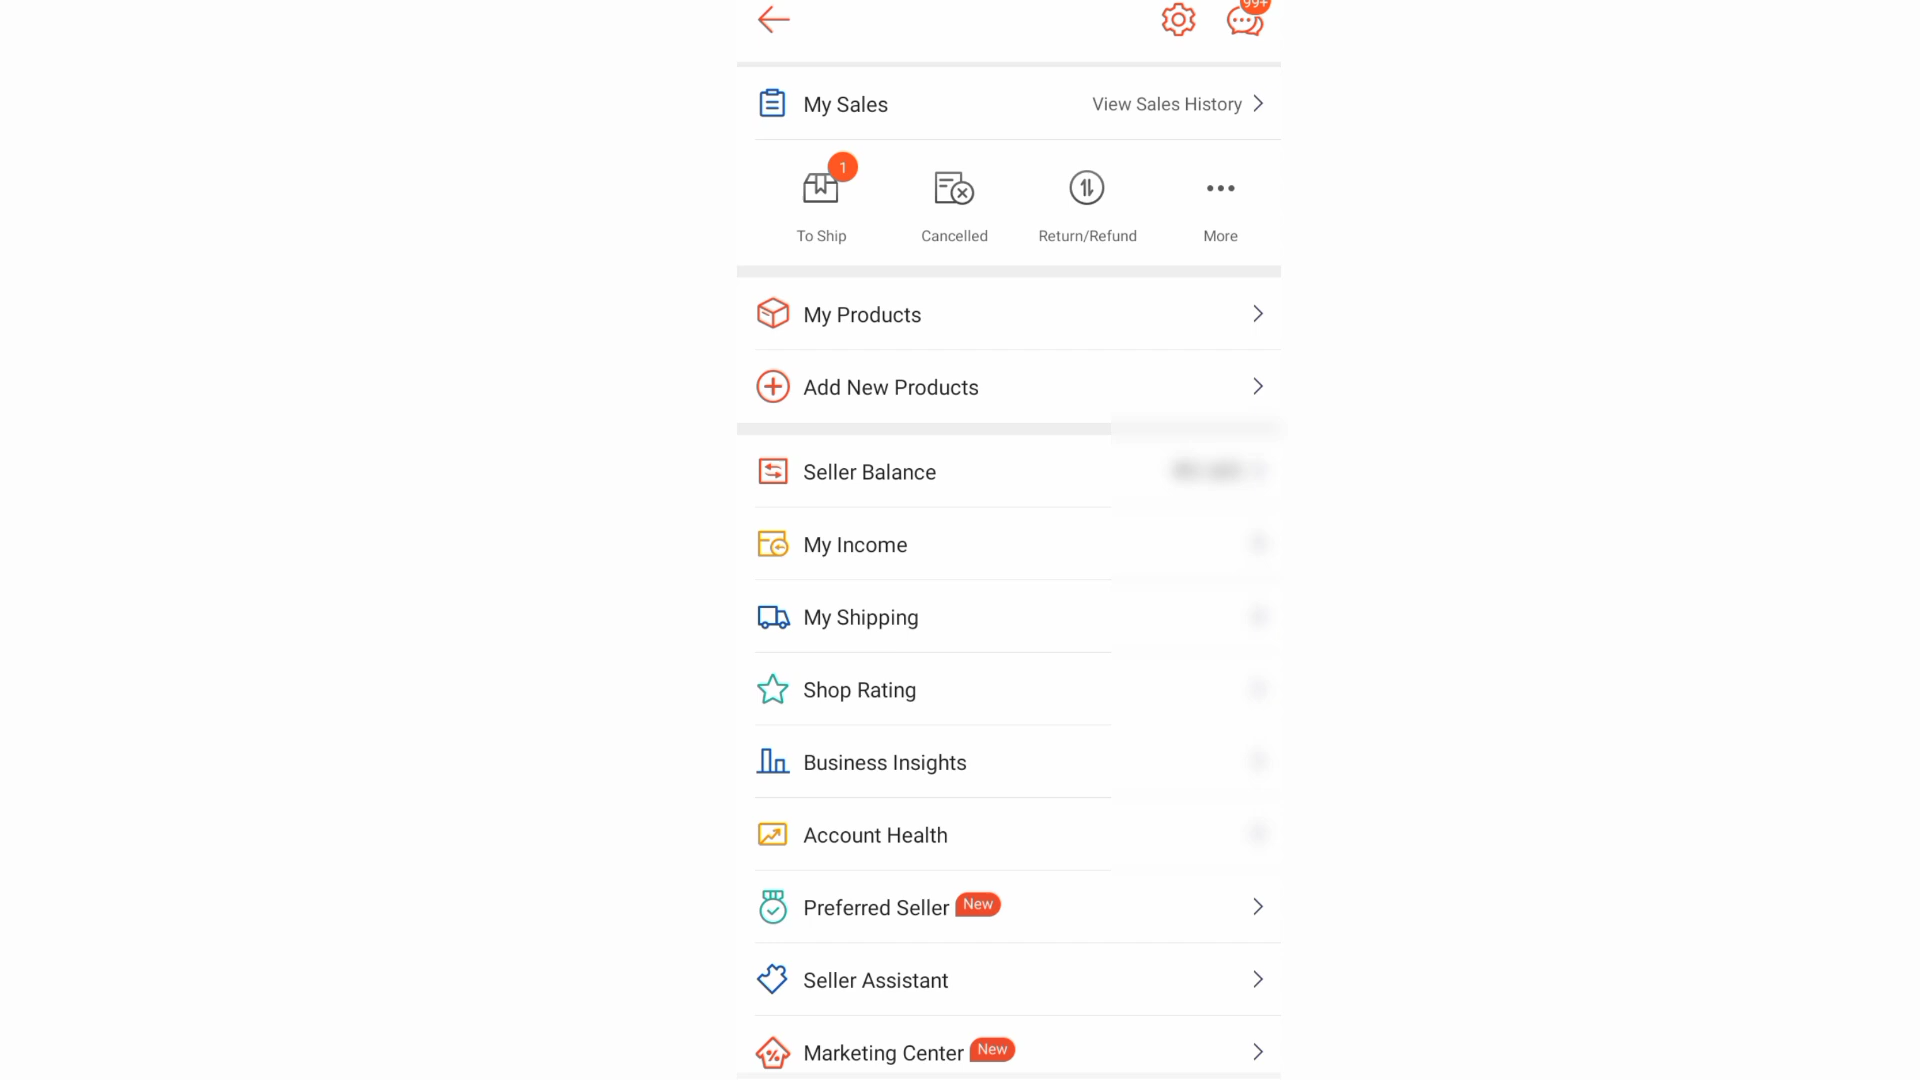 99+
My Sales View Sales History
1
To Ship Cancelled Return/Refund More
My Products
Add New Products
Seller Balance
My Income
My Shipping
Shop Rating
Business Insights
Account Health
Preferred Seller New
Seller Assistant
Marketing Center New